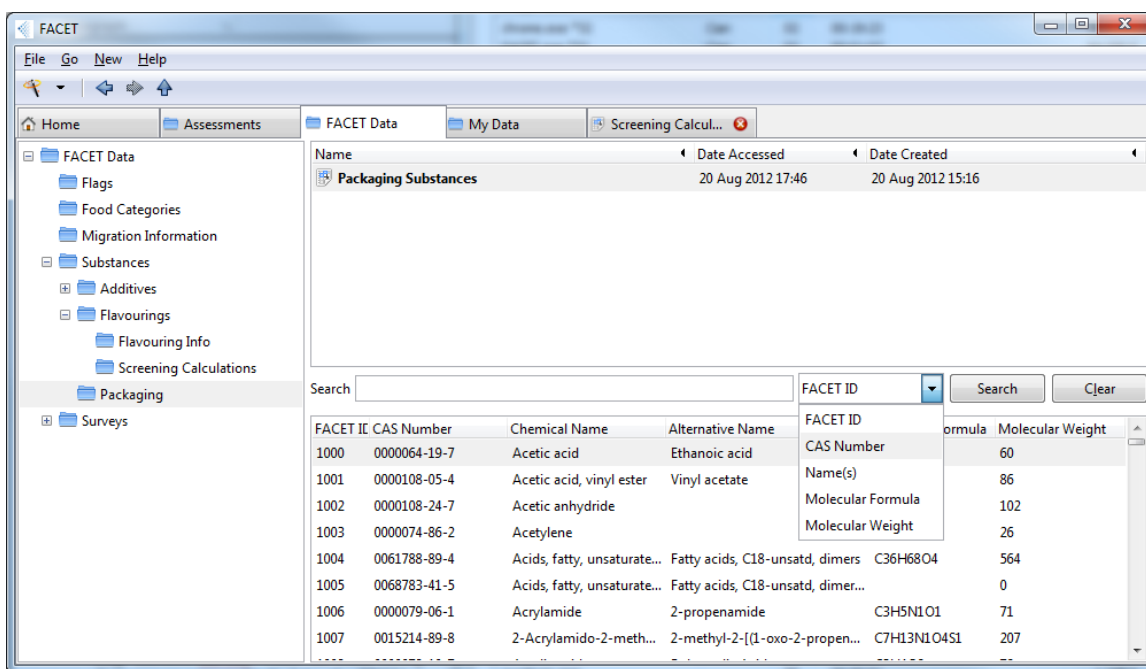 FACET
File Go New Help
Home Assessments FACET Data My Data Screening Calcul...
FACET Data
Flags
Food Categories
Migration Information
Substances
Additives
Flavourings
Flavouring Info
Screening Calculations
Packaging
Surveys
Name Date Accessed Date Created
Packaging Substances 20 Aug 2012 17:46 20 Aug 2012 15:16
Search FACET ID Search Clear
FACET ID
CAS Number
Name(s)
Molecular Formula
Molecular Weight
FACET IC CAS Number Chemical Name Alternative Name ormula Molecular Weight
1000 0000064-19-7 Acetic acid Ethanoic acid 60
1001 0000108-05-4 Acetic acid, vinyl ester Vinyl acetate 86
1002 0000108-24-7 Acetic anhydride 102
1003 0000074-86-2 Acetylene 26
1004 0061788-89-4 Acids, fatty, unsaturate... Fatty acids, C18-unsatd, dimers C36H68O4 564
1005 0068783-41-5 Acids, fatty, unsaturate... Fatty acids, C18-unsatd, dimer... 0
1006 0000079-06-1 Acrylamide 2-propenamide C3H5N1O1 71
1007 0015214-89-8 2-Acrylamido-2-meth... 2-methyl-2-[(1-oxo-2-propen... C7H13N1O4S1 207